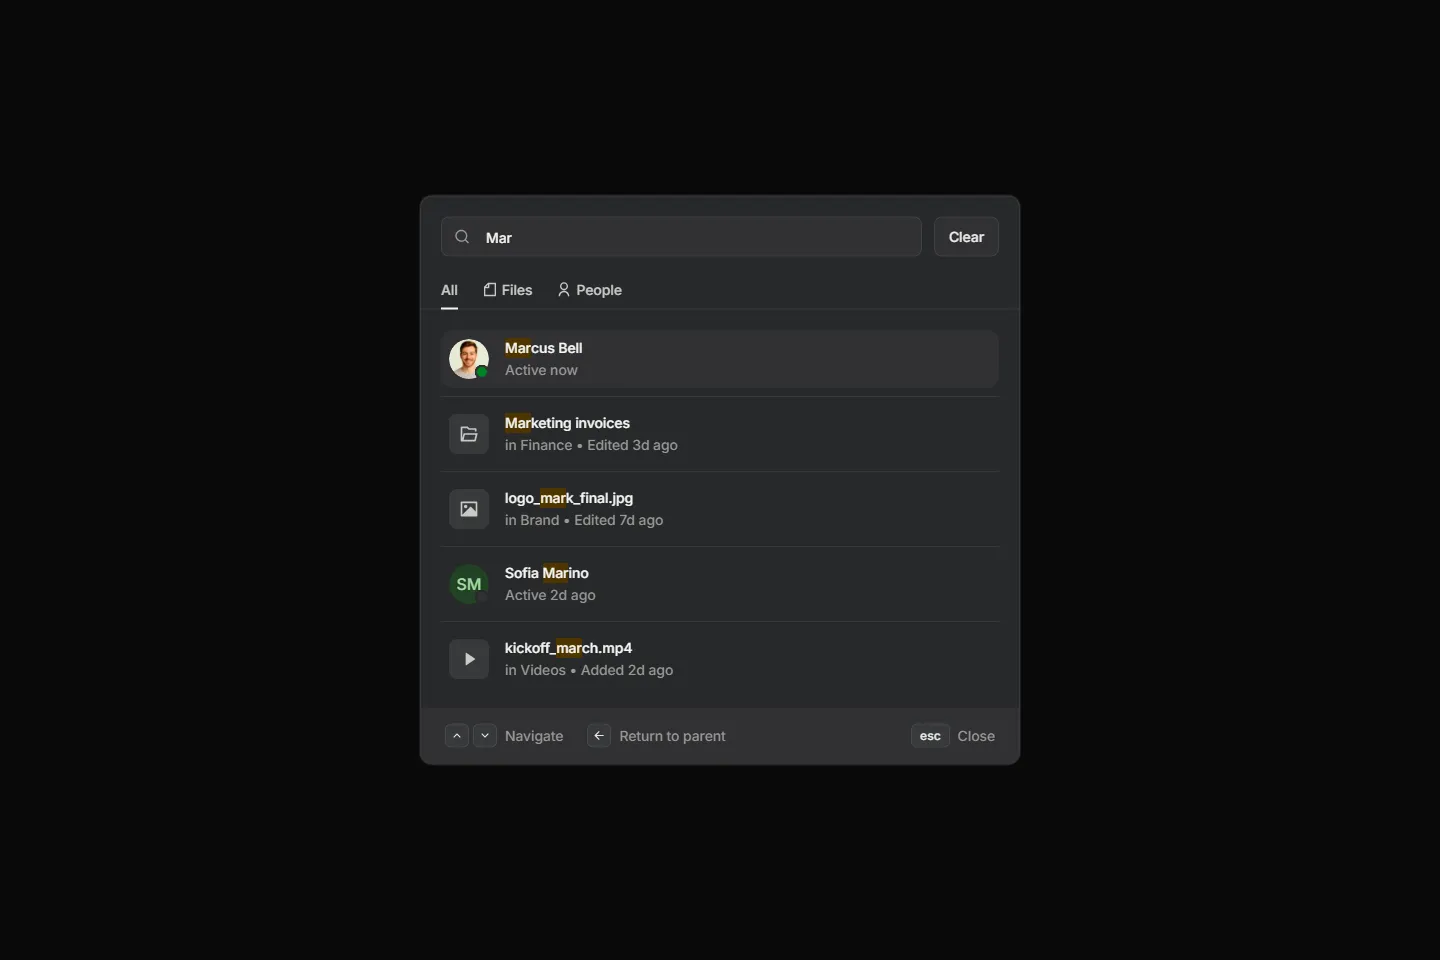 Mar
Clear
All
Files
People
Marcus Bell
Active now
Marketing invoices
in Finance • Edited 3d ago
logo_mark_final.jpg
in Brand • Edited 7d ago
SM
Sofia Marino
Active 2d ago
kickoff_march.mp4
in Videos • Added 2d ago
Navigate
Return to parent
esc
Close